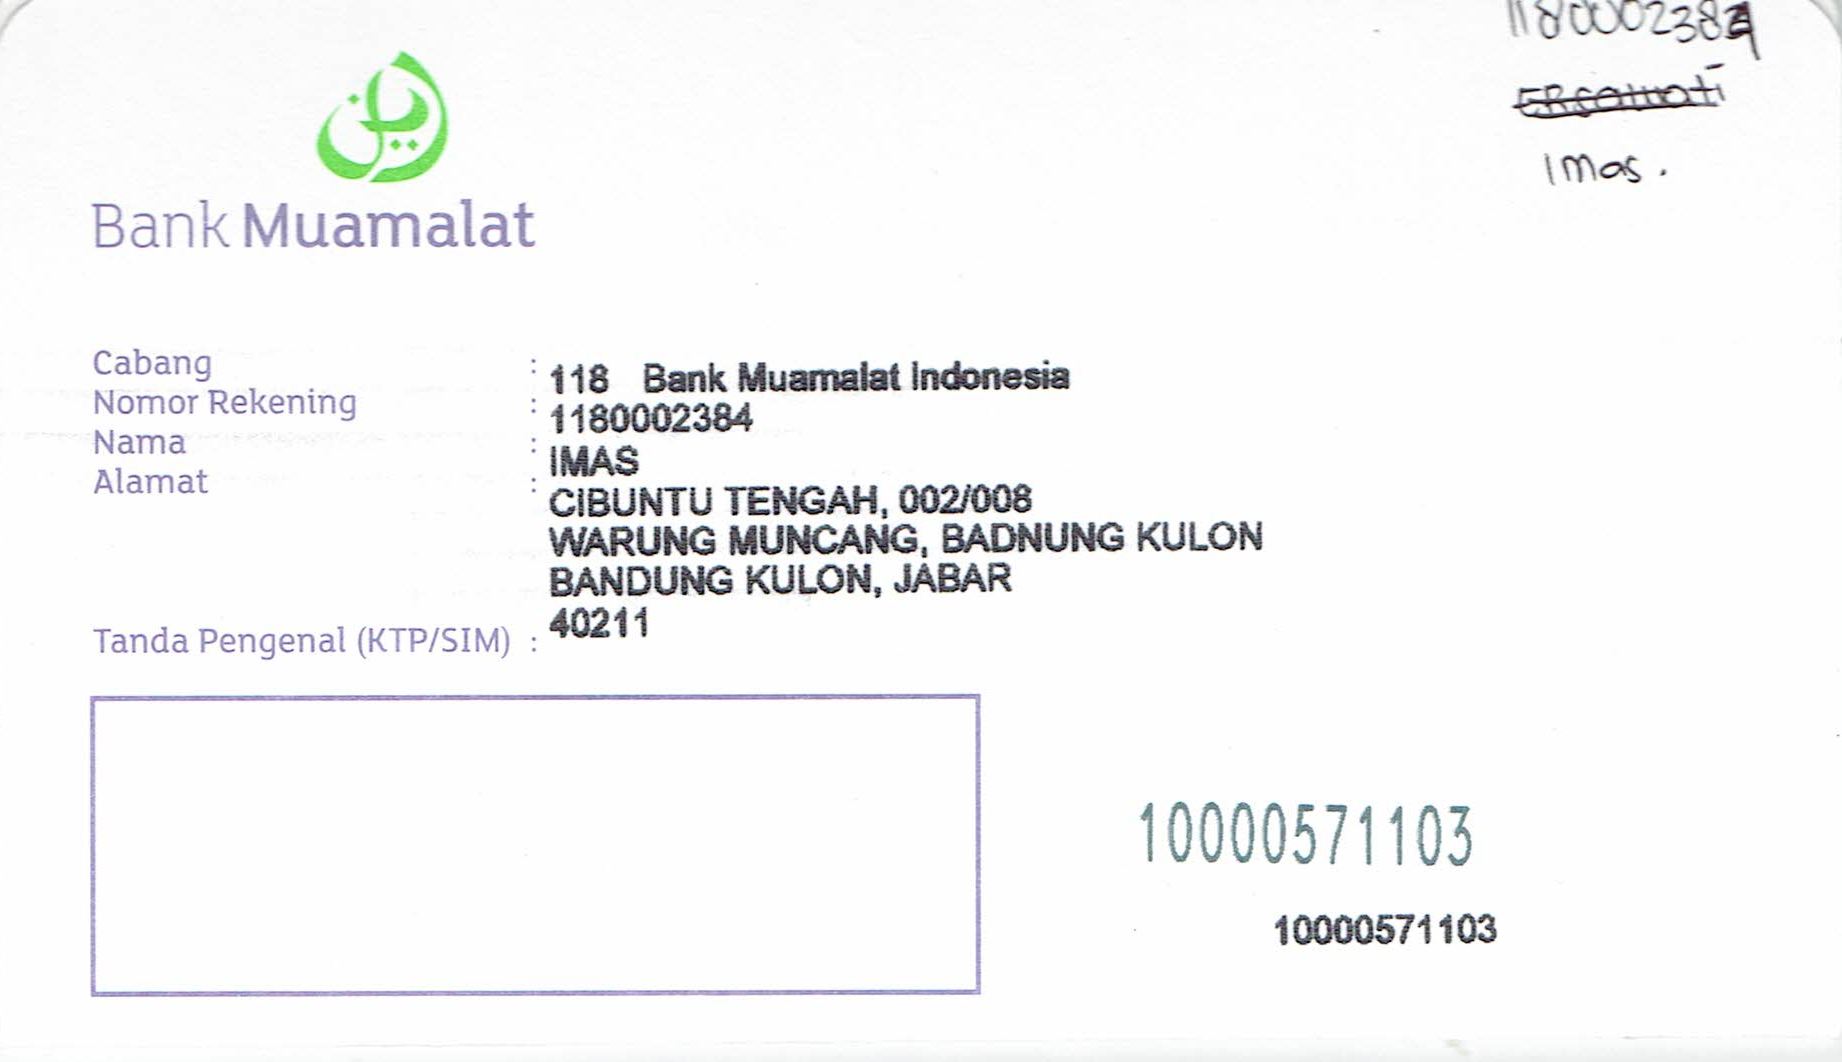 1180002384
Imas.
Bank Muamalat
Cabang : 118 Bank Muamalat Indonesia
Nomor Rekening : 1180002384
Nama : IMAS
Alamat : CIBUNTU TENGAH, 002/008
WARUNG MUNCANG, BADNUNG KULON
BANDUNG KULON, JABAR
40211
Tanda Pengenal (KTP/SIM) :
10000571103
10000571103